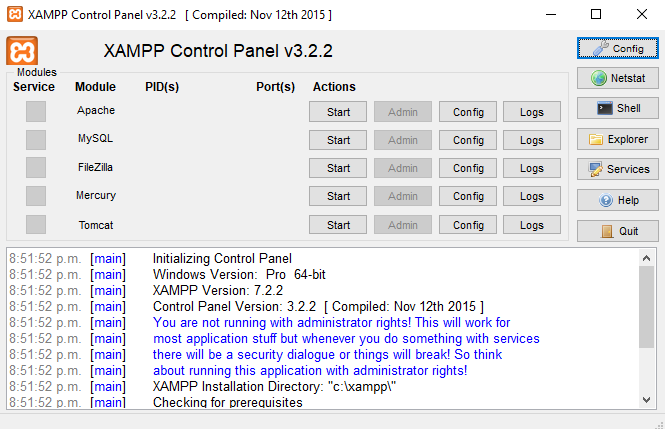 XAMPP Control Panel v3.2.2 [ Compiled: Nov 12th 2015 ]
XAMPP Control Panel v3.2.2
Config
Modules
Netstat
Service Module PID(s) Port(s) Actions
Apache Start Admin Config Logs
Shell
MySQL Start Admin Config Logs
Explorer
FileZilla Start Admin Config Logs
Services
Mercury Start Admin Config Logs
Help
Tomcat Start Admin Config Logs
Quit
8:51:52 p.m. [main] Initializing Control Panel
8:51:52 p.m. [main] Windows Version: Pro 64-bit
8:51:52 p.m. [main] XAMPP Version: 7.2.2
8:51:52 p.m. [main] Control Panel Version: 3.2.2 [ Compiled: Nov 12th 2015 ]
8:51:52 p.m. [main] You are not running with administrator rights! This will work for
8:51:52 p.m. [main] most application stuff but whenever you do something with services
8:51:52 p.m. [main] there will be a security dialogue or things will break! So think
8:51:52 p.m. [main] about running this application with administrator rights!
8:51:52 p.m. [main] XAMPP Installation Directory: "c:\xampp\"
8:51:52 p.m. [main] Checking for prerequisites